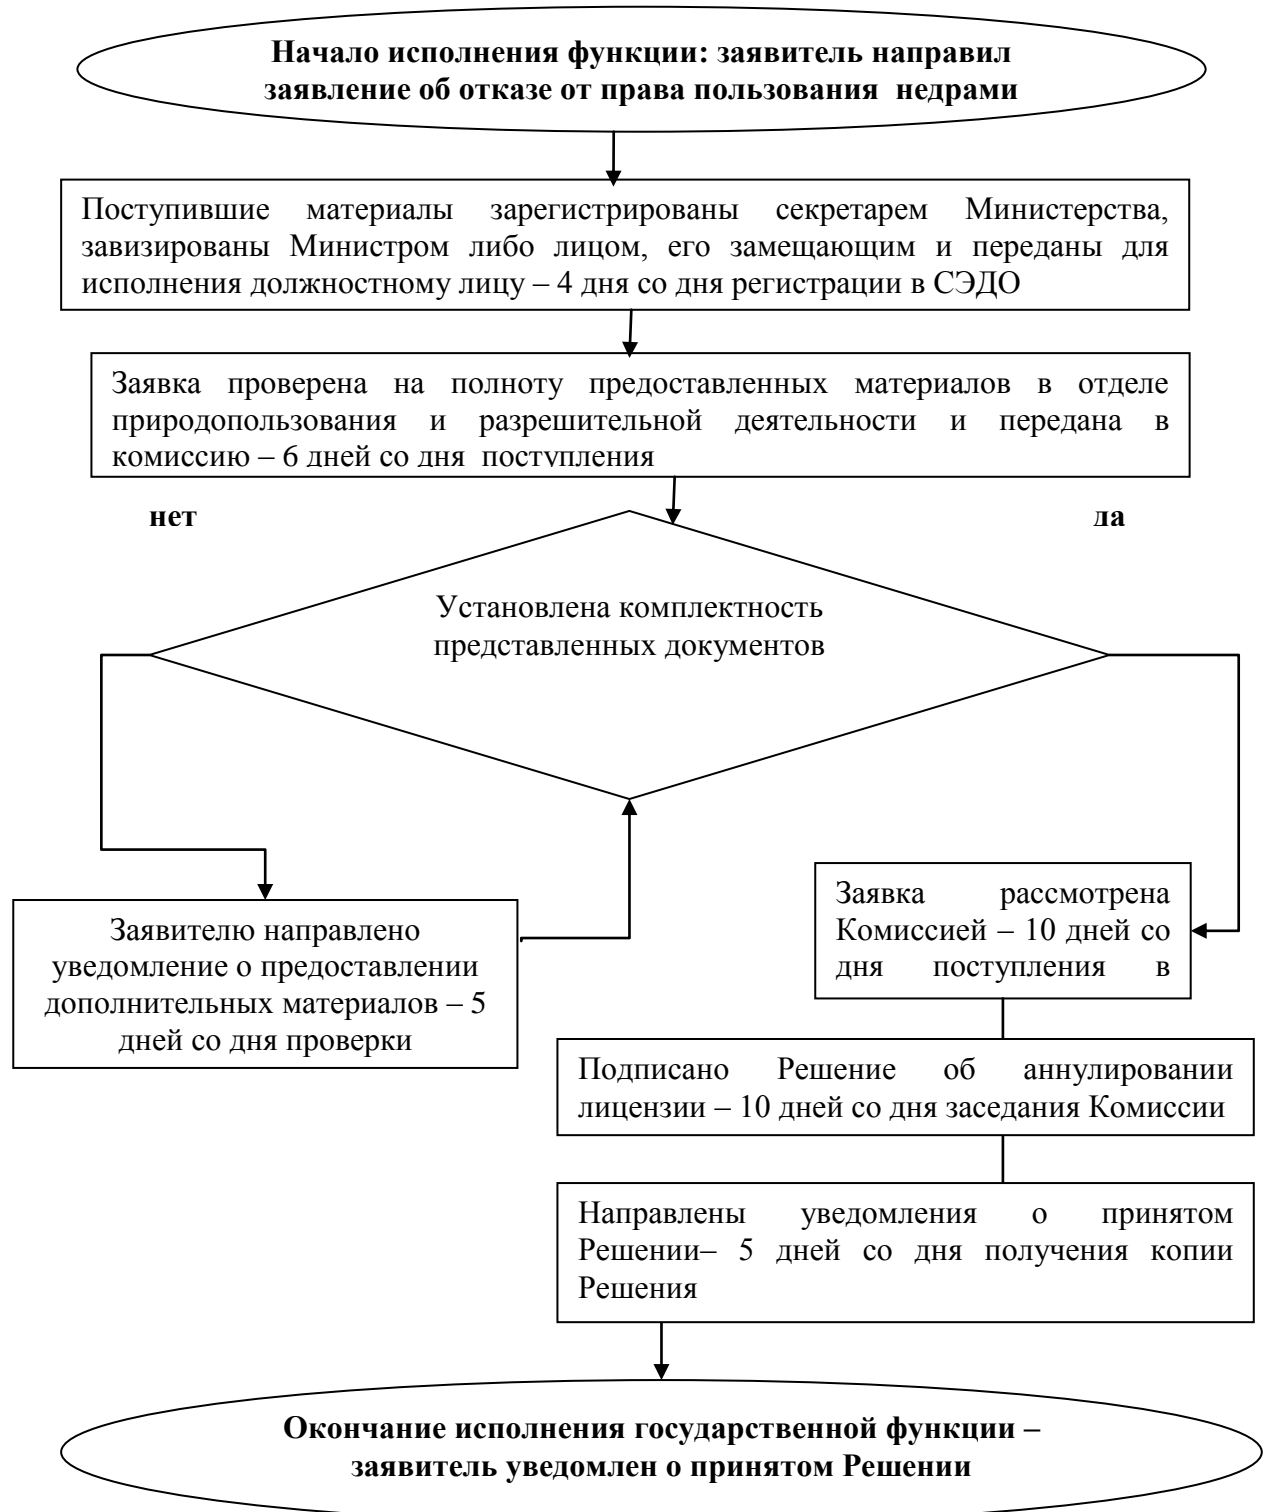 Начало исполнения функции: заявитель направил
заявление об отказе от права пользования недрами
Поступившие материалы зарегистрированы секретарем Министерства,
завизированы Министром либо лицом, его замещающим и переданы для
исполнения должностному лицу – 4 дня со дня регистрации в СЭДО
Заявка проверена на полноту предоставленных материалов в отделе
природопользования и разрешительной деятельности и передана в
комиссию – 6 дней со дня поступления
нет
да
Установлена комплектность
представленных документов
Заявителю направлено
уведомление о предоставлении
дополнительных материалов – 5
дней со дня проверки
Заявка рассмотрена
Комиссией – 10 дней со
дня поступления в
Подписано Решение об аннулировании
лицензии – 10 дней со дня заседания Комиссии
Направлены уведомления о принятом
Решении– 5 дней со дня получения копии
Решения
Окончание исполнения государственной функции –
заявитель уведомлен о принятом Решении